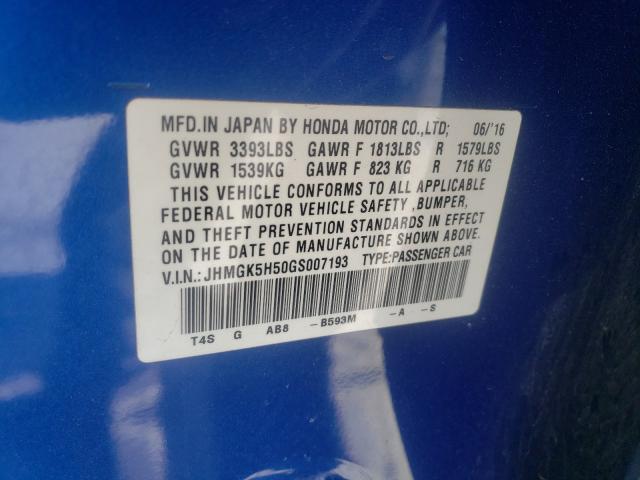 MFD.IN JAPAN BY HONDA MOTOR CO.,LTD; 06/'16
GVWR 3393LBS GAWR F 1813LBS R 1579LBS
GVWR 1539KG GAWR F 823 KG R 716 KG
THIS VEHICLE CONFORMS TO ALL APPLICABLE
FEDERAL MOTOR VEHICLE SAFETY ,BUMPER,
AND THEFT PREVENTION STANDARDS IN EFFECT
ON THE DATE OF MANUFACTURE SHOWN ABOVE.
V.I.N.:JHMGK5H50GS007193 TYPE:PASSENGER CAR
T4S G AB8 -B593M -A -S